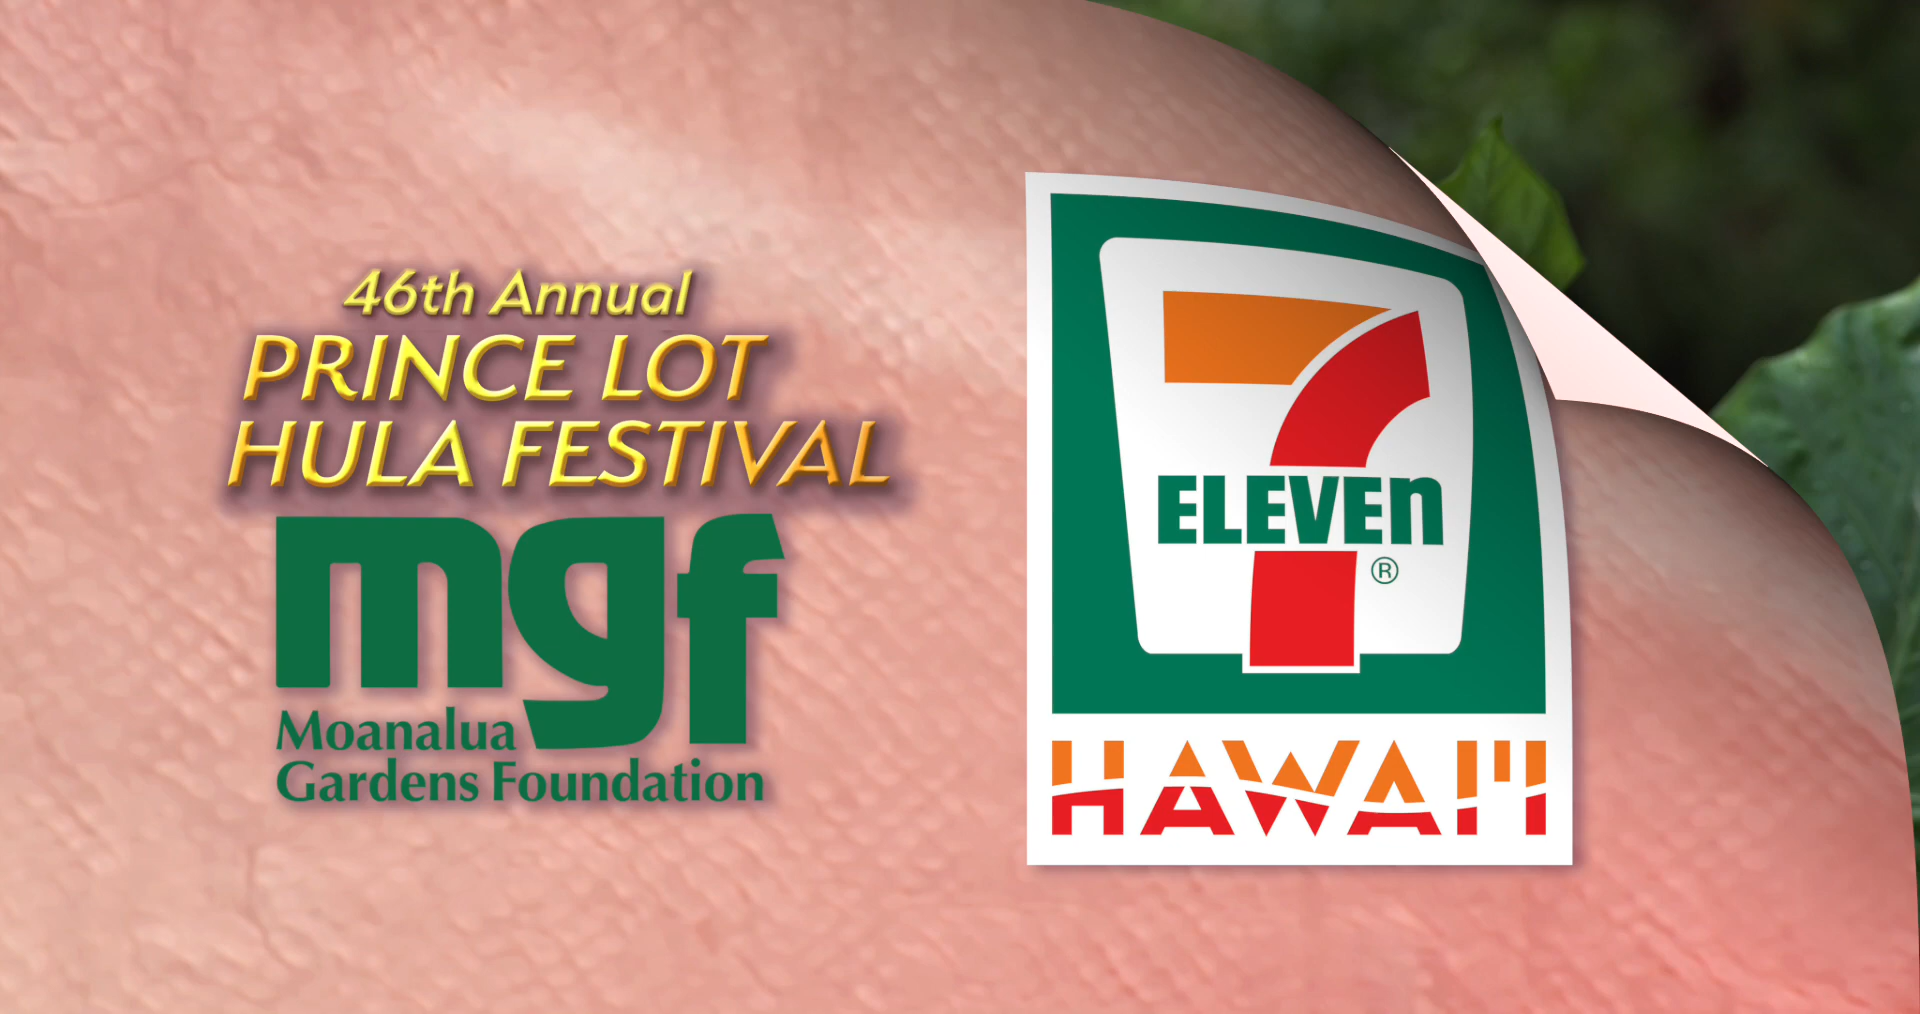 46th Annual
PRINCE LOT
HULA FESTIVAL
mgf
Moanalua
Gardens Foundation
7
ELEVEn
®
HAWAI'I